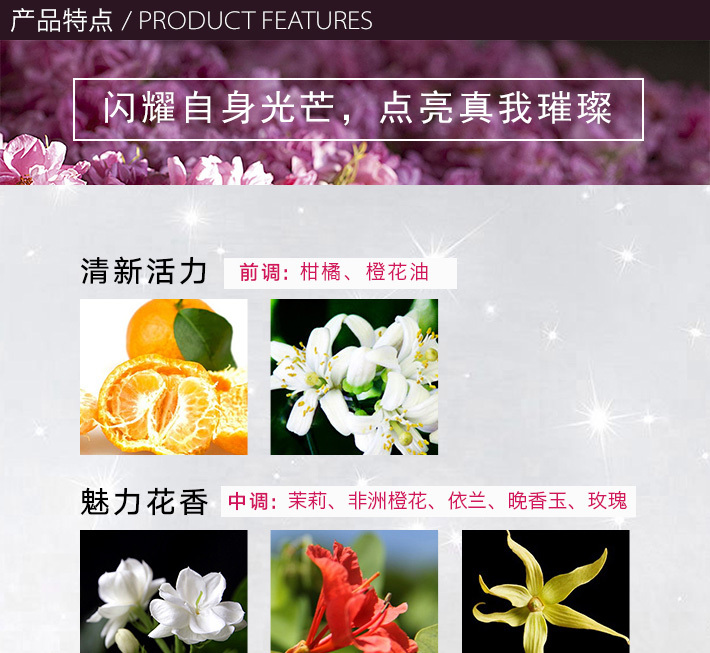 产品特点 / PRODUCT FEATURES
闪耀自身光芒，点亮真我璀璨
清新活力 前调: 柑橘、橙花油
魅力花香 中调: 茉莉、非洲橙花、依兰、晚香玉、玫瑰